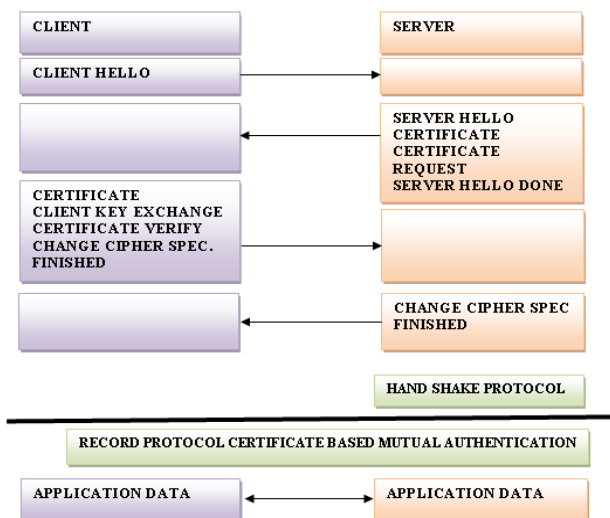 CLIENT
SERVER
CLIENT HELLO
SERVER HELLO
CERTIFICATE
CERTIFICATE
REQUEST
SERVER HELLO DONE
CERTIFICATE
CLIENT KEY EXCHANGE
CERTIFICATE VERIFY
CHANGE CIPHER SPEC.
FINISHED
CHANGE CIPHER SPEC
FINISHED
HAND SHAKE PROTOCOL
RECORD PROTOCOL CERTIFICATE BASED MUTUAL AUTHENTICATION
APPLICATION DATA
APPLICATION DATA